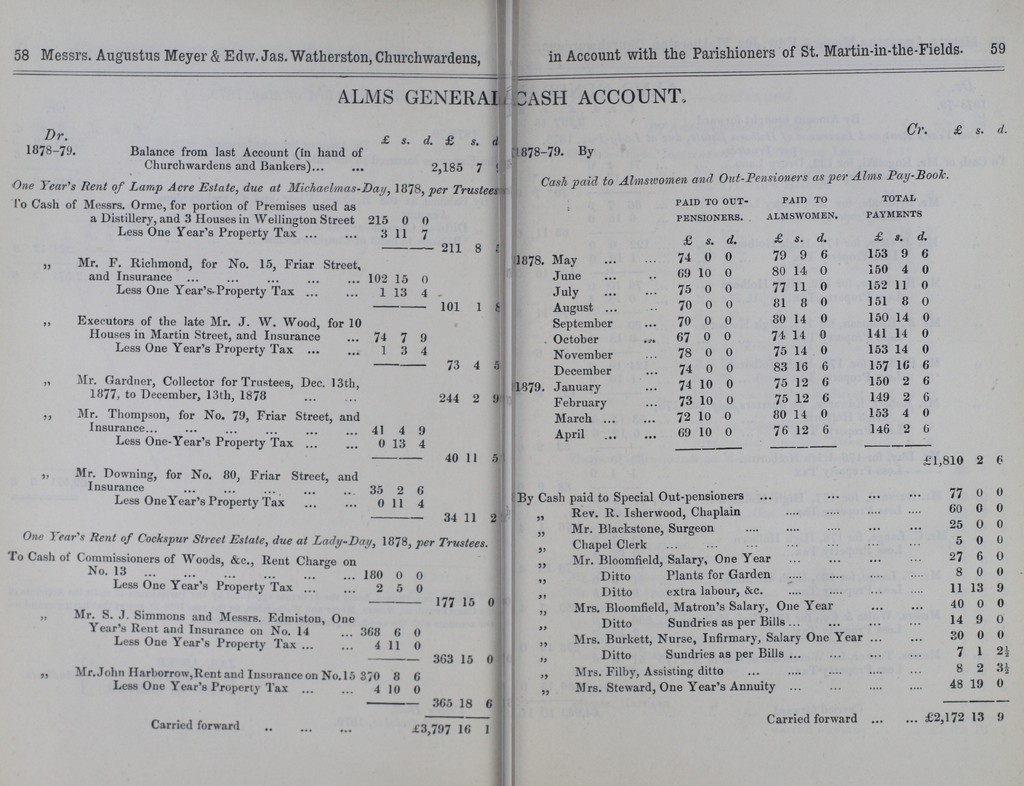 58 Messrs. Augustus Meyer & Edw. Jas. Watherston, Churchwardens,
ALMS GENERAL
Dr. £ s. d. £ s. d
1878-79. Balance from last Account (in hand of
Churchwardens and Bankers)... ... 2,185 7
One Year's Rent of Lamp Acre Estate, due at Michaelmas-Day, 1878, per Trustees
To Cash of Messrs. Orme, for portion of Premises used as
a Distillery, and 3 Houses in Wellington Street 215 0 0
Less One Year's Property Tax ... ... 3 11 7
211 8
„ Mr. F. Richmond, for No. 15, Friar Street,
and Insurance ... ... ... ... ... 102 15 0
Less One Year's-Property Tax ... ... 1 13 4
101 1 8
„ Executors of the late Mr. J. W. Wood, for 10
Houses in Martin Street, and Insurance ... 74 7 9
Less One Year's Property Tax ... ... 1 3 4
73 4 5
„ Mr. Gardner, Collector for Trustees, Dec. 13th,
1877, to December, 13th, 1878 ... ... 244 2 9
„ Mr. Thompson, for No. 79, Friar Street, and
Insurance... ... ... ... ... ... 41 4 9
Less One-Year's Property Tax ... ... 0 13 4
40 11 5
„ Mr. Downing, for No. 80, Friar Street, and
Insurance ... ... ... ... ... 35 2 6
Less One Year's Property Tax ... ... 0 11 4
34 11 2
One Year's Rent of Cockspur Street Estate, due at Lady-Day, 1878, per Trustees.
To Cash of Commissioners of Woods, &c., Rent Charge on
No. 13 ... ... ... ... ... ... 180 0 0
Less One Year's Property Tax ... ... 2 5 0
177 15 0
„ Mr. S. J. Simmons and Messrs. Edmiston, One
Year's Rent and Insurance on No. 14 ... 368 6 0
Less One Year's Property Tax ... ... 4 11 0
363 15 0
„ Mr. John Harborrow, Rent and Insurance on No. 15 370 8 6
Less One Year's Property Tax ... ... 4 10 0
365 18 6
Carried forward .. ... ... £3,797 16 1
in Account with the Parishioners of St. Martin-in-the-Fields. 59
CASH ACCOUNT.
Cr. £ s. d.
1878-79. By
Cash paid to Almswomen and Out-Pensioners as per Alms Pay-Book.
PAID TO OUT- PAID TO TOTAL
PENSIONERS. ALMSWOMEN. PAYMENTS
£ s. d. £ s. d. £ s. d.
1878. May ... ... 74 0 0 79 9 6 153 9 6
June ... .. 69 10 0 80 14 0 150 4 0
July ... ... 75 0 0 77 11 0 152 11 0
August ... .. 70 0 0 81 8 0 151 8 0
September ... 70 0 0 80 14 0 150 14 0
October ... 67 0 0 74 14 0 141 14 0
November ... 78 0 0 75 14 0 153 14 0
December ... 74 0 0 83 16 6 157 16 6
1879. January ... 74 10 0 75 12 6 150 2 6
February ... 73 10 0 75 12 6 149 2 6
March ... ... 72 10 0 80 14 0 153 4 0
April ... ... 69 10 0 76 12 6 146 2 6
£1,810 2 6
By Cash paid to Special Out-pensioners ... ... ... ... 77 0 0
„ Rev. R. Isherwood, Chaplain .... .... .... .... 60 0 0
„ Mr. Blackstone, Surgeon .... .... ... ... ... 25 0 0
„ Chapel Clerk ... ... ... ... ... ... ... 5 0 0
„ Mr. Bloomfield, Salary, One Year ... ... ... ... 27 6 0
„ Ditto Plants for Garden .... .... ... .... 8 0 0
„ Ditto extra labour, &c. .... .... ... .... 11 13 9
„ Mrs. Bloomfield, Matron's Salary, One Year ... ... 40 0 0
„ Ditto Sundries as per Bills ... ... ... ... 14 9 0
„ Mrs. Burkett, Nurse, Infirmary, Salary One Year ... ... 30 0 0
„ Ditto Sundries as per Bills ... ... ... ... 7 1 2½
„ Mrs. Filby, Assisting ditto ... .... .... .... .... 8 2 3½
„ Mrs. Steward, One Year's Annuity ... ... .... .... 48 19 0
Carried forward ... ... £2,172 13 9